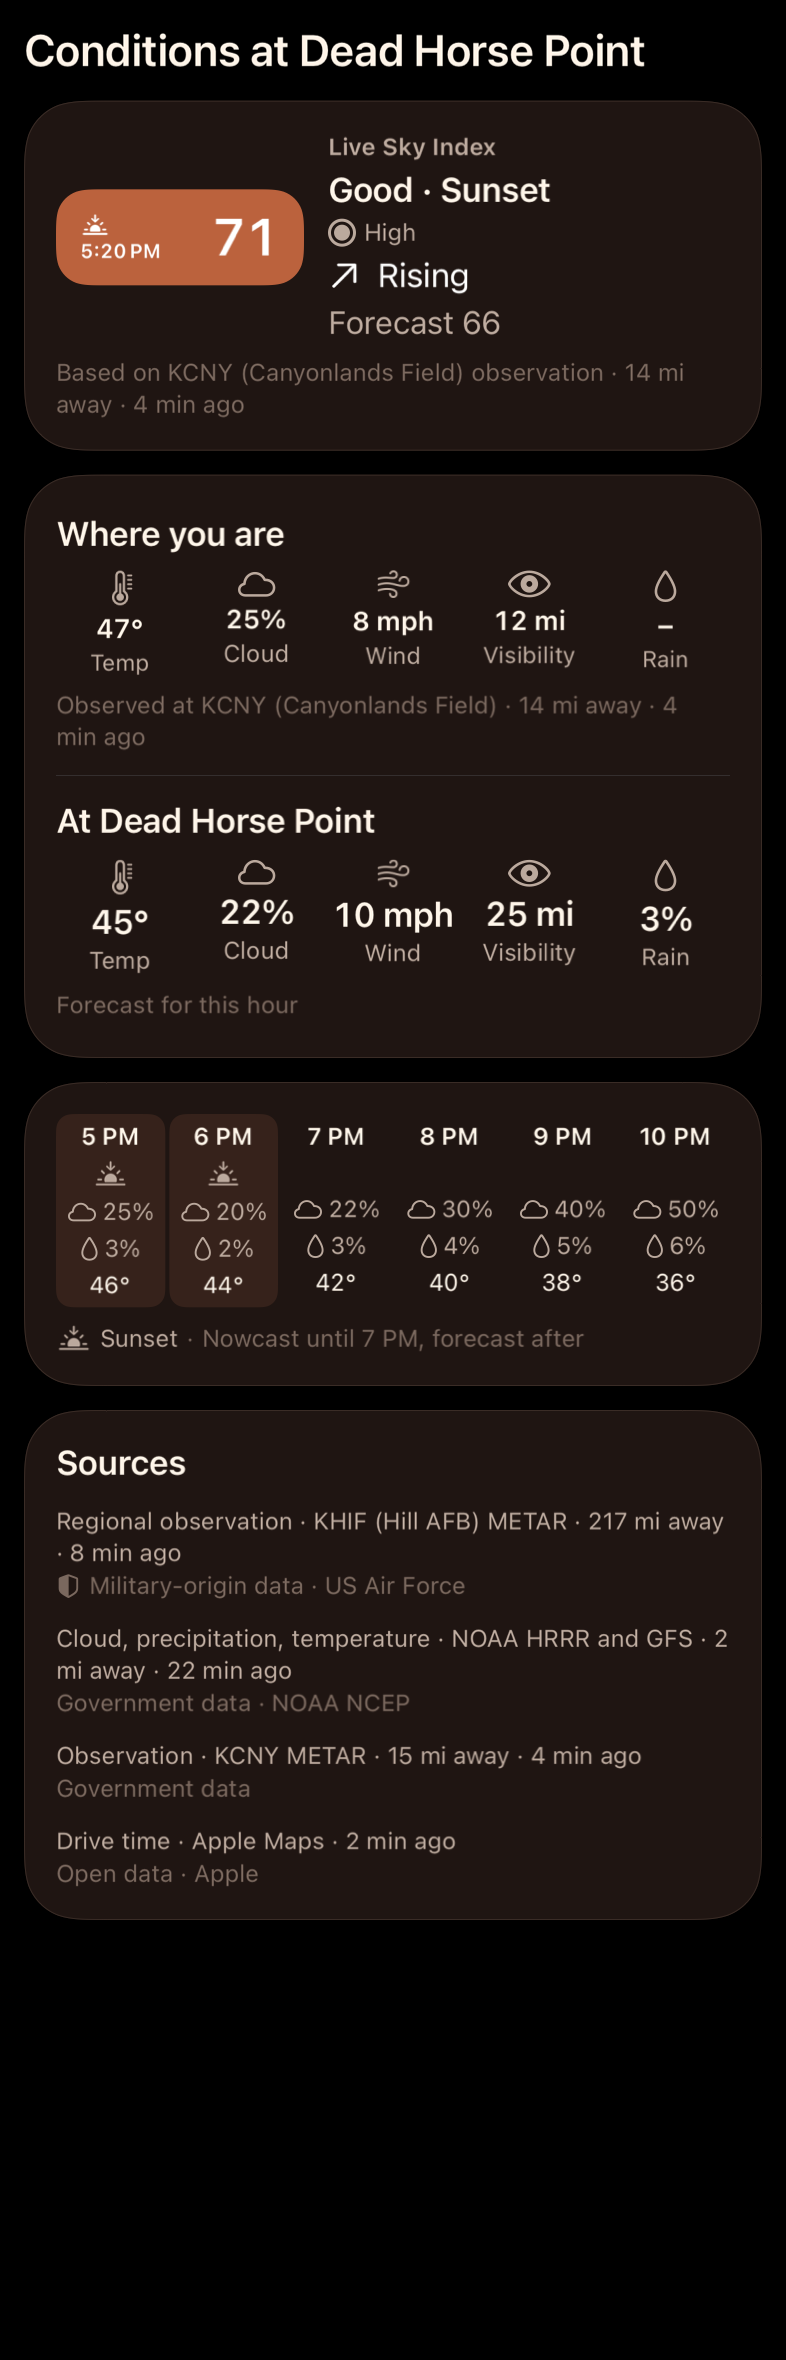 Conditions at Dead Horse Point
Live Sky Index
Good · Sunset
High
Rising
Forecast 66
5:20 PM
71
Based on KCNY (Canyonlands Field) observation · 14 mi
away · 4 min ago
Where you are
47° 25% 8 mph 12 mi –
Temp Cloud Wind Visibility Rain
Observed at KCNY (Canyonlands Field) · 14 mi away · 4
min ago
At Dead Horse Point
45° 22% 10 mph 25 mi 3%
Temp Cloud Wind Visibility Rain
Forecast for this hour
5 PM 6 PM 7 PM 8 PM 9 PM 10 PM
25% 20% 22% 30% 40% 50%
3% 2% 3% 4% 5% 6%
46° 44° 42° 40° 38° 36°
Sunset · Nowcast until 7 PM, forecast after
Sources
Regional observation · KHIF (Hill AFB) METAR · 217 mi away
· 8 min ago
Military-origin data · US Air Force
Cloud, precipitation, temperature · NOAA HRRR and GFS · 2
mi away · 22 min ago
Government data · NOAA NCEP
Observation · KCNY METAR · 15 mi away · 4 min ago
Government data
Drive time · Apple Maps · 2 min ago
Open data · Apple